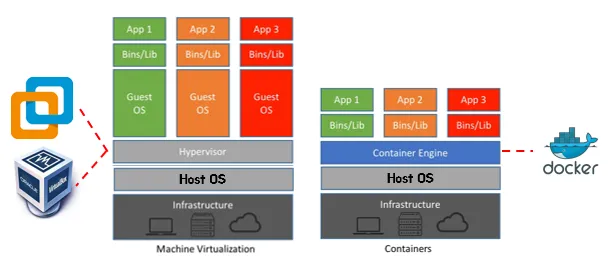 App 1
App 2
App 3
Bins/Lib
Bins/Lib
Bins/Lib
Guest
OS
Guest
OS
Guest
OS
Hypervisor
Host OS
Infrastructure
Machine Virtualization
ORACLE
VirtualBox
App 1
App 2
App 3
Bins/Lib
Bins/Lib
Bins/Lib
Container Engine
Host OS
Infrastructure
Containers
docker